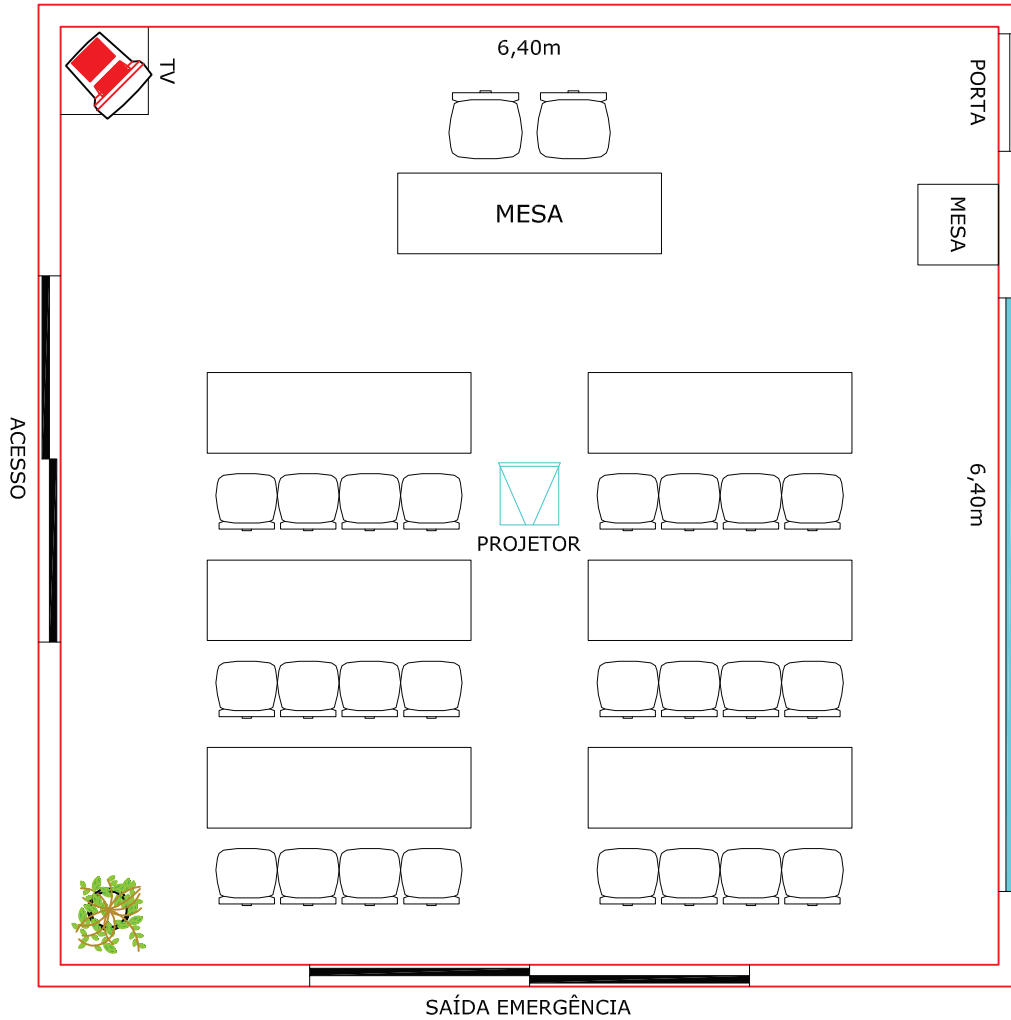 6,40m
TV
PORTA
MESA
MESA
ACESSO
6,40m
PROJETOR
SAÍDA EMERGÊNCIA